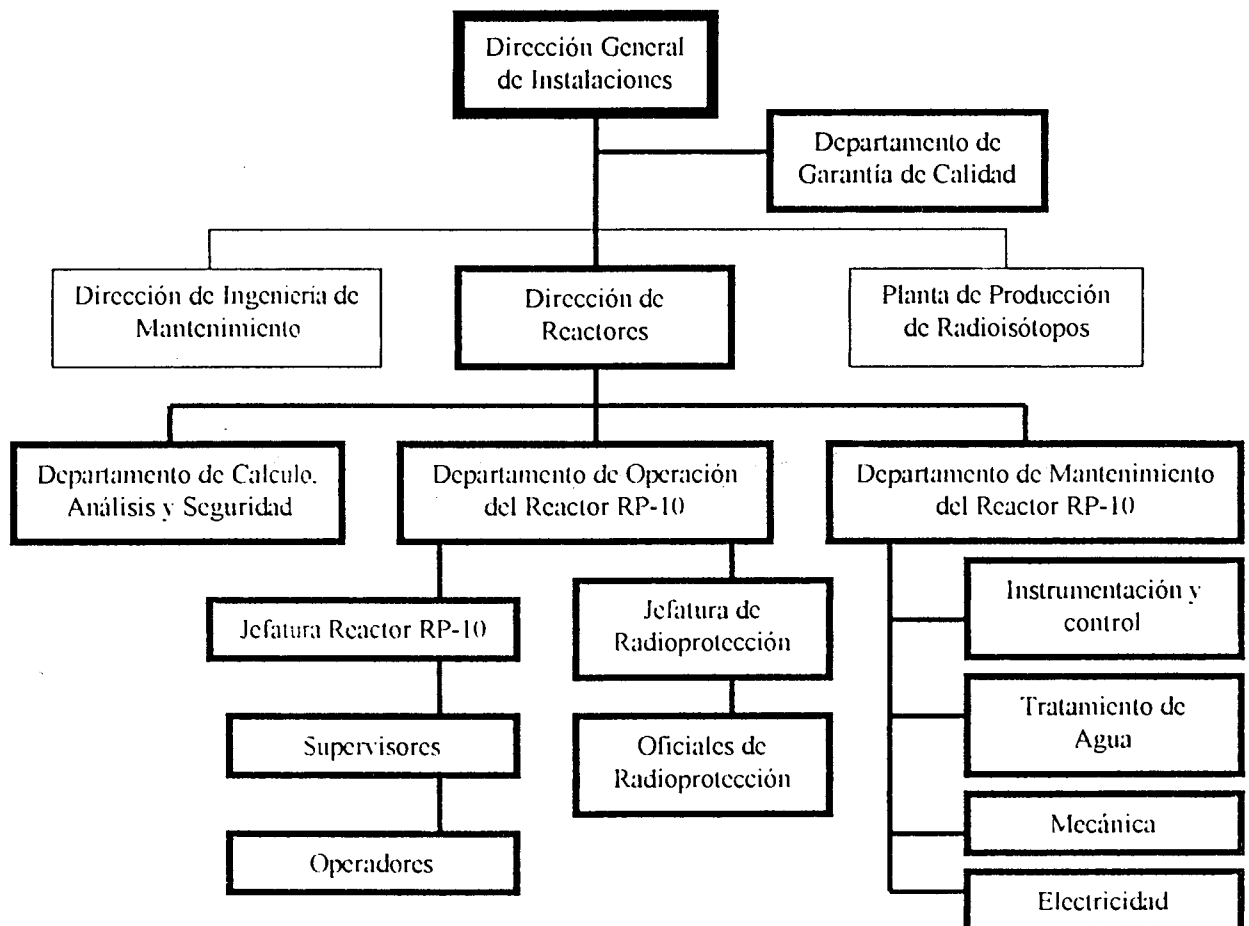 Dirección General
de Instalaciones
Departamento de
Garantía de Calidad
Dirección de Ingeniería de
Mantenimiento
Dirección de
Reactores
Planta de Producción
de Radioisótopos
Departamento de Calculo,
Análisis y Seguridad
Departamento de Operación
del Reactor RP-10
Departamento de Mantenimiento
del Reactor RP-10
Jefatura Reactor RP-10
Supervisores
Operadores
Jefatura de
Radioprotección
Oficiales de
Radioprotección
Instrumentación y
control
Tratamiento de
Agua
Mecánica
Electricidad